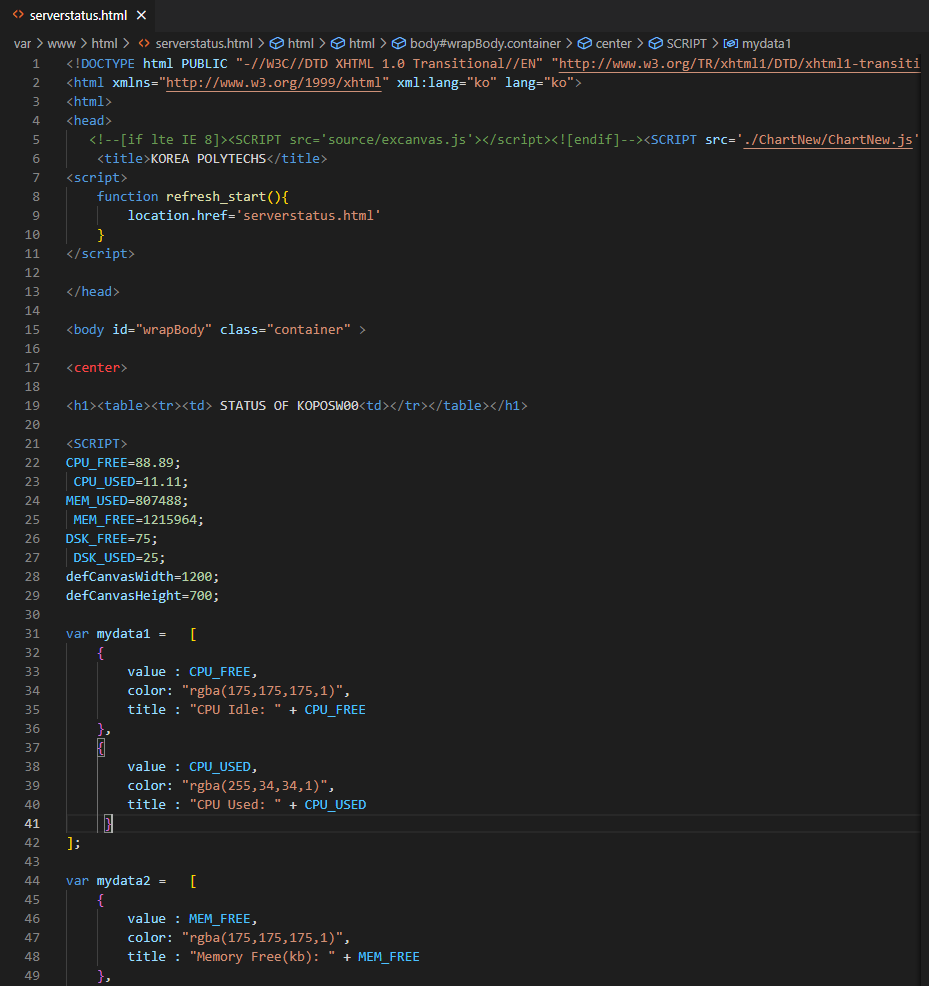 serverstatus.html
var > www > html > serverstatus.html > html > html > body#wrapBody.container > center > SCRIPT > mydata1
1 <!DOCTYPE html PUBLIC "-//W3C//DTD XHTML 1.0 Transitional//EN" "http://www.w3.org/TR/xhtml1/DTD/xhtml1-transiti
2 <html xmlns="http://www.w3.org/1999/xhtml" xml:lang="ko" lang="ko">
3 <html>
4 <head>
5    <!--[if lte IE 8]><SCRIPT src='source/excanvas.js'></script><![endif]--><SCRIPT src='./ChartNew/ChartNew.js'
6     <title>KOREA POLYTECHS</title>
7 <script>
8     function refresh_start(){
9         location.href='serverstatus.html'
10     }
11 </script>
12
13 </head>
14
15 <body id="wrapBody" class="container" >
16
17 <center>
18
19 <h1><table><tr><td> STATUS OF KOPOSW00<td></tr></table></h1>
20
21 <SCRIPT>
22 CPU_FREE=88.89;
23  CPU_USED=11.11;
24 MEM_USED=807488;
25  MEM_FREE=1215964;
26 DSK_FREE=75;
27  DSK_USED=25;
28 defCanvasWidth=1200;
29 defCanvasHeight=700;
30
31 var mydata1 =   [
32     {
33         value : CPU_FREE,
34         color: "rgba(175,175,175,1)",
35         title : "CPU Idle: " + CPU_FREE
36     },
37     {
38         value : CPU_USED,
39         color: "rgba(255,34,34,1)",
40         title : "CPU Used: " + CPU_USED
41      }
42 ];
43
44 var mydata2 =   [
45     {
46         value : MEM_FREE,
47         color: "rgba(175,175,175,1)",
48         title : "Memory Free(kb): " + MEM_FREE
49     },